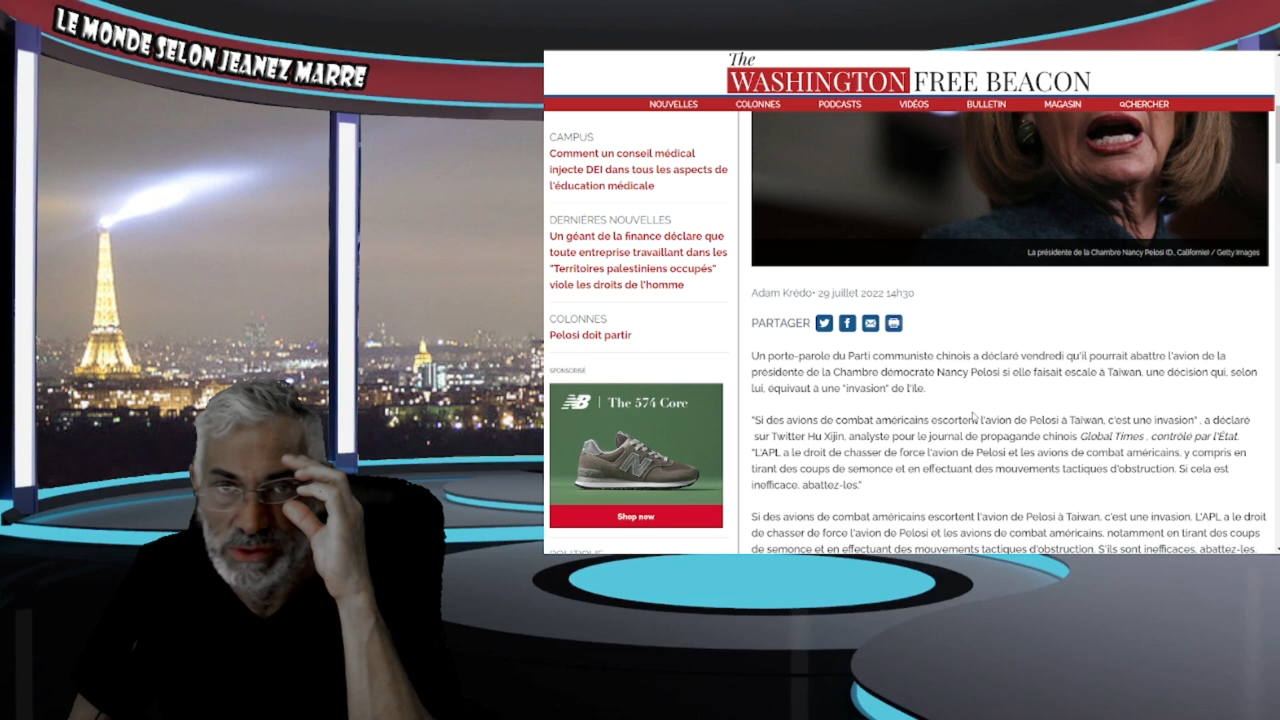 LE MONDE SELON JEANEZ MARRE
The
WASHINGTON FREE BEACON
NOUVELLES COLONNES PODCASTS VIDÉOS BULLETIN MAGASIN CHERCHER
CAMPUS
Comment un conseil médical
injecte DEI dans tous les aspects de
l'éducation médicale
DERNIÈRES NOUVELLES
Un géant de la finance déclare que
toute entreprise travaillant dans les
"Territoires palestiniens occupés"
viole les droits de l'homme
COLONNES
Pelosi doit partir
SPONSORISÉ
NB | The 574 Core
N
Shop now
La présidente de la Chambre Nancy Pelosi (D., Californie) / Getty Images
Adam Krédo• 29 juillet 2022 14h30
PARTAGER
Un porte-parole du Parti communiste chinois a déclaré vendredi qu'il pourrait abattre l'avion de la
présidente de la Chambre démocrate Nancy Pelosi si elle faisait escale à Taïwan, une décision qui, selon
lui, équivaut à une "invasion" de l'île.
"Si des avions de combat américains escortent l'avion de Pelosi à Taiwan, c'est une invasion" , a déclaré
sur Twitter Hu Xijin, analyste pour le journal de propagande chinois Global Times , contrôlé par l'État.
"L'APL a le droit de chasser de force l'avion de Pelosi et les avions de combat américains, y compris en
tirant des coups de semonce et en effectuant des mouvements tactiques d'obstruction. Si cela est
inefficace, abattez-les."
Si des avions de combat américains escortent l'avion de Pelosi à Taïwan, c'est une invasion. L'APL a le droit
de chasser de force l'avion de Pelosi et les avions de combat américains, notamment en tirant des coups
de semonce et en effectuant des mouvements tactiques d'obstruction. S'ils sont inefficaces, abattez-les.